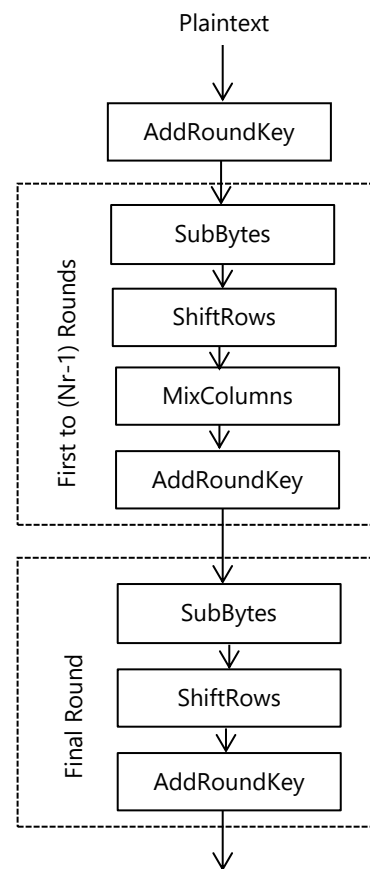 Plaintext
AddRoundKey
First to (Nr-1) Rounds
SubBytes
ShiftRows
MixColumns
AddRoundKey
Final Round
SubBytes
ShiftRows
AddRoundKey